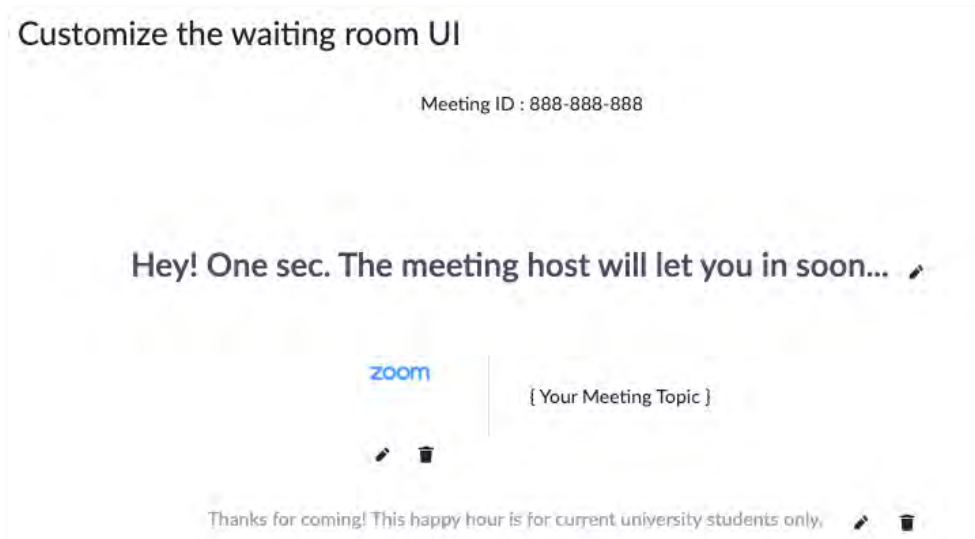 Customize the waiting room UI
Meeting ID : 888-888-888
Hey! One sec. The meeting host will let you in soon...
zoom
{ Your Meeting Topic }
Thanks for coming! This happy hour is for current university students only.